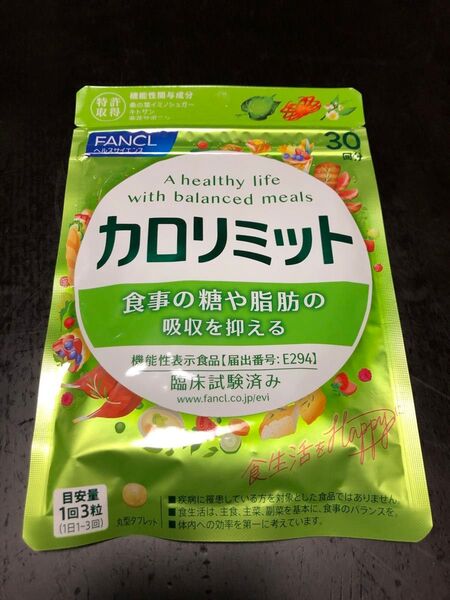 特許
取得
機能性関与成分
桑の葉イミノシュガー
キトサン
茶花サポニン
FANCL
ヘルスサイエンス
30
回分
A healthy life
with balanced meals
カロリミット
食事の糖や脂肪の
吸収を抑える
機能性表示食品【届出番号:E294】
臨床試験済み
www.fancl.co.jp/evi
食生活をHappyに
目安量
1回3粒
(1日1~3回)
丸型タブレット
■疾病に罹患している方を対象とした食品ではありません。
■食生活は、主食、主菜、副菜を基本に、食事のバランスを。
■体内への効率を第一に考えています。